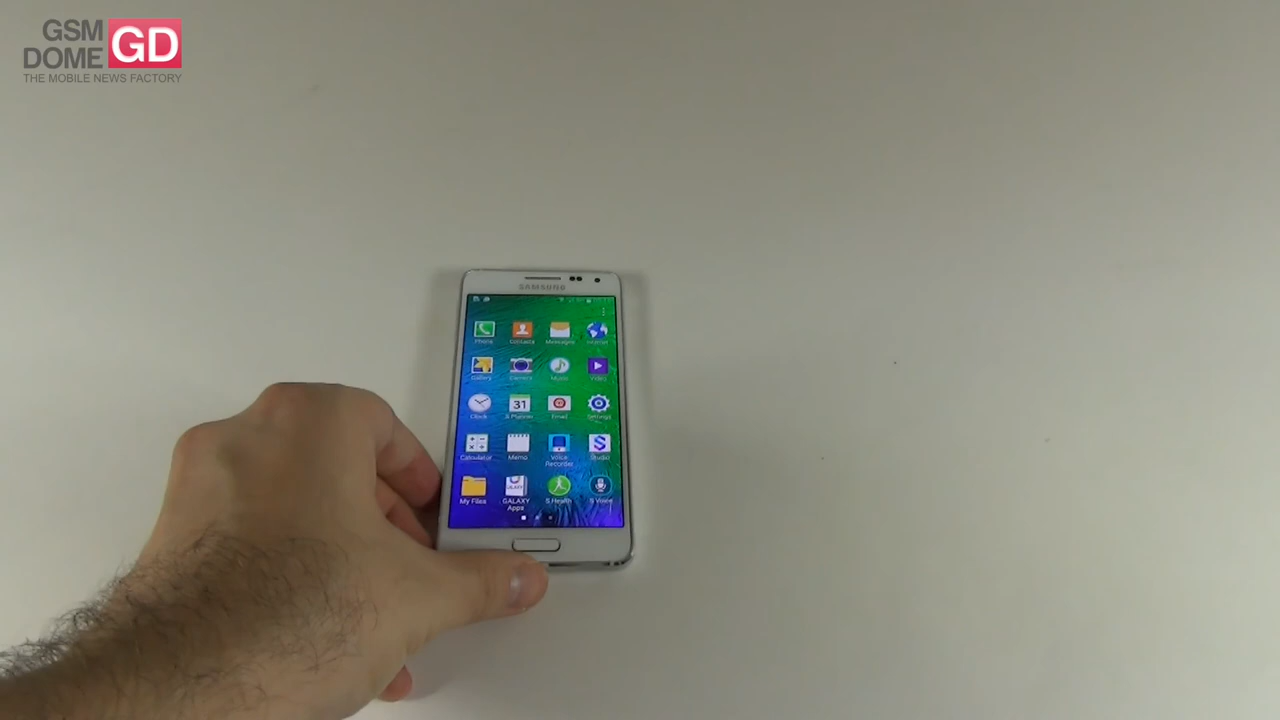 GSM
DOME GD
THE MOBILE NEWS FACTORY
SAMSUNG
Phone Contacts Messages Internet
Gallery Camera Music Video
Clock 31 S Planner Email Settings
Calculator Memo Voice Recorder S Studio
My Files GALAXY Apps S Health S Voice